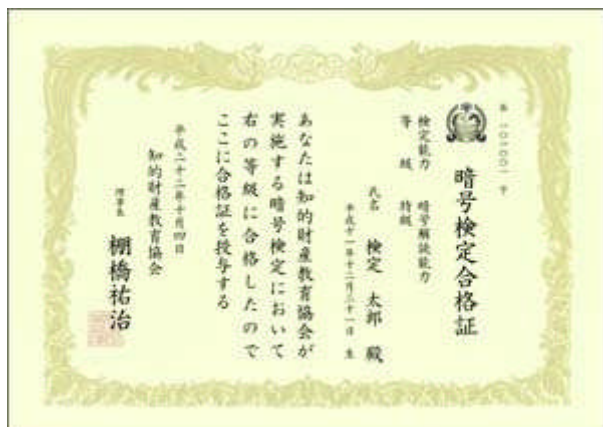 第一〇一〇〇一号
暗号検定合格証
検定能力　暗号解読能力
等級　特級
氏名　検定 太郎 殿
平成十一年十二月三十一日 生
あなたは知的財産教育協会が
実施する暗号検定において
右の等級に合格したので
ここに合格証を授与する
平成二十二年十月四日
知的財産教育協会
理事長　棚橋祐治